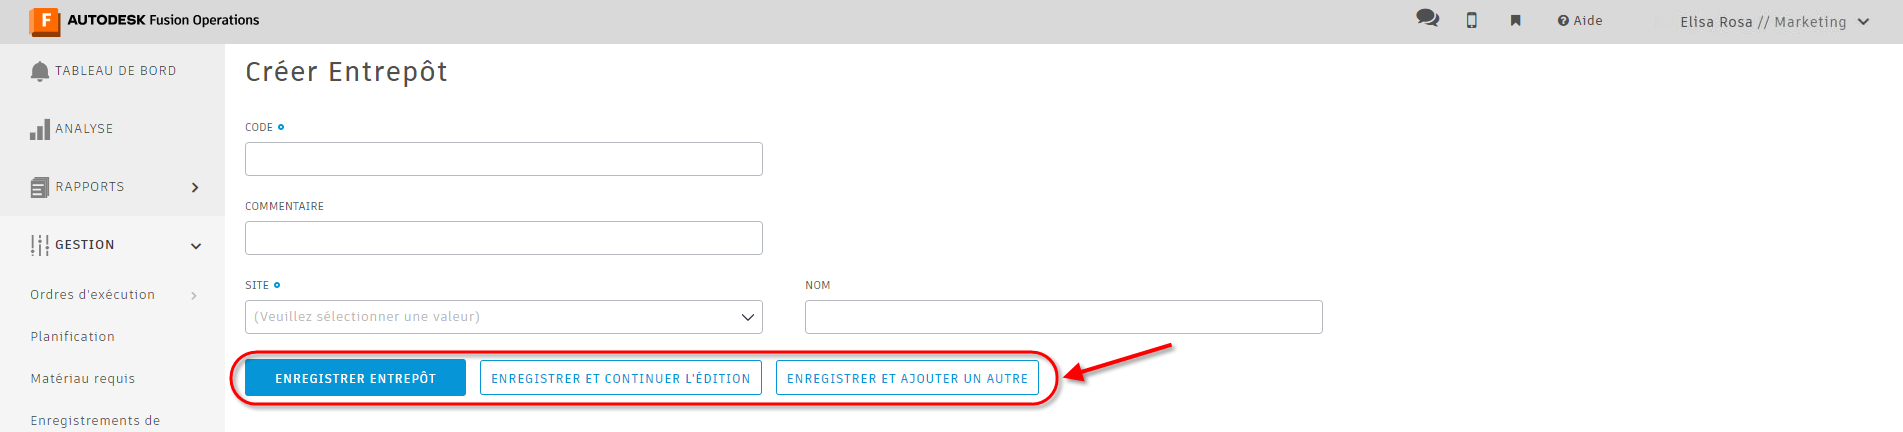 AUTODESK Fusion Operations
Aide
Elisa Rosa // Marketing
TABLEAU DE BORD
ANALYSE
RAPPORTS
GESTION
Ordres d'exécution
Planification
Matériau requis
Enregistrements de
Créer Entrepôt
CODE
COMMENTAIRE
SITE
NOM
(Veuillez sélectionner une valeur)
ENREGISTRER ENTREPÔT
ENREGISTRER ET CONTINUER L'ÉDITION
ENREGISTRER ET AJOUTER UN AUTRE